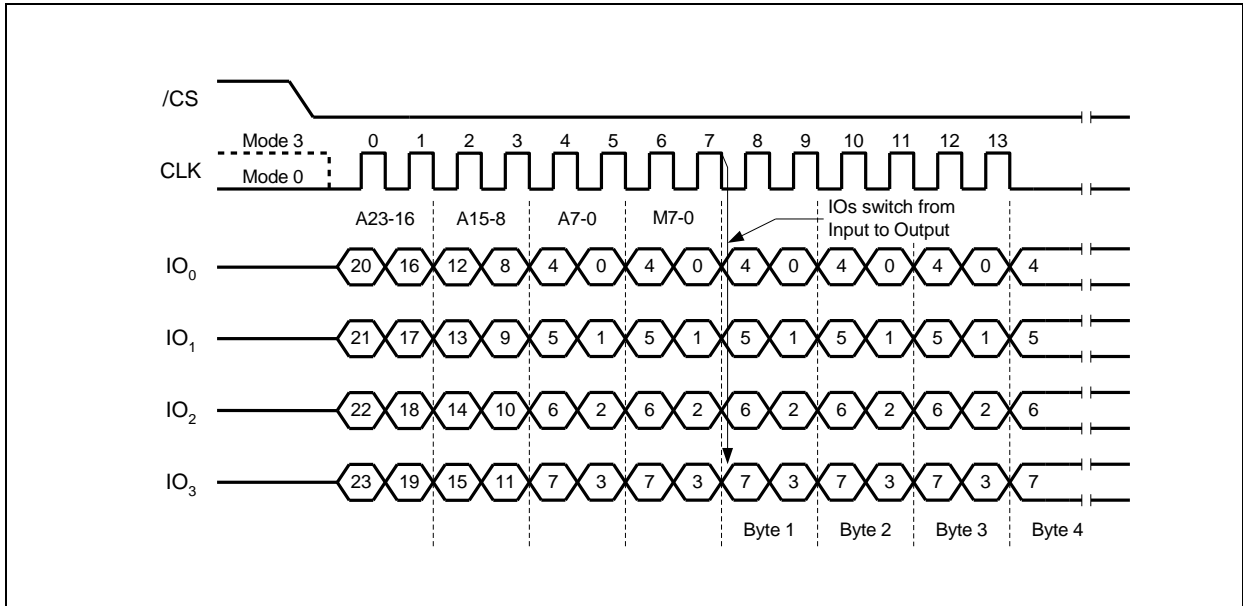 /CS
Mode 3 0 1 2 3 4 5 6 7 8 9 10 11 12 13
CLK
Mode 0
A23-16 A15-8 A7-0 M7-0 IOs switch from
Input to Output
IO0 20 16 12 8 4 0 4 0 4 0 4 0 4 0 4
IO1 21 17 13 9 5 1 5 1 5 1 5 1 5 1 5
IO2 22 18 14 10 6 2 6 2 6 2 6 2 6 2 6
IO3 23 19 15 11 7 3 7 3 7 3 7 3 7 3 7
Byte 1 Byte 2 Byte 3 Byte 4